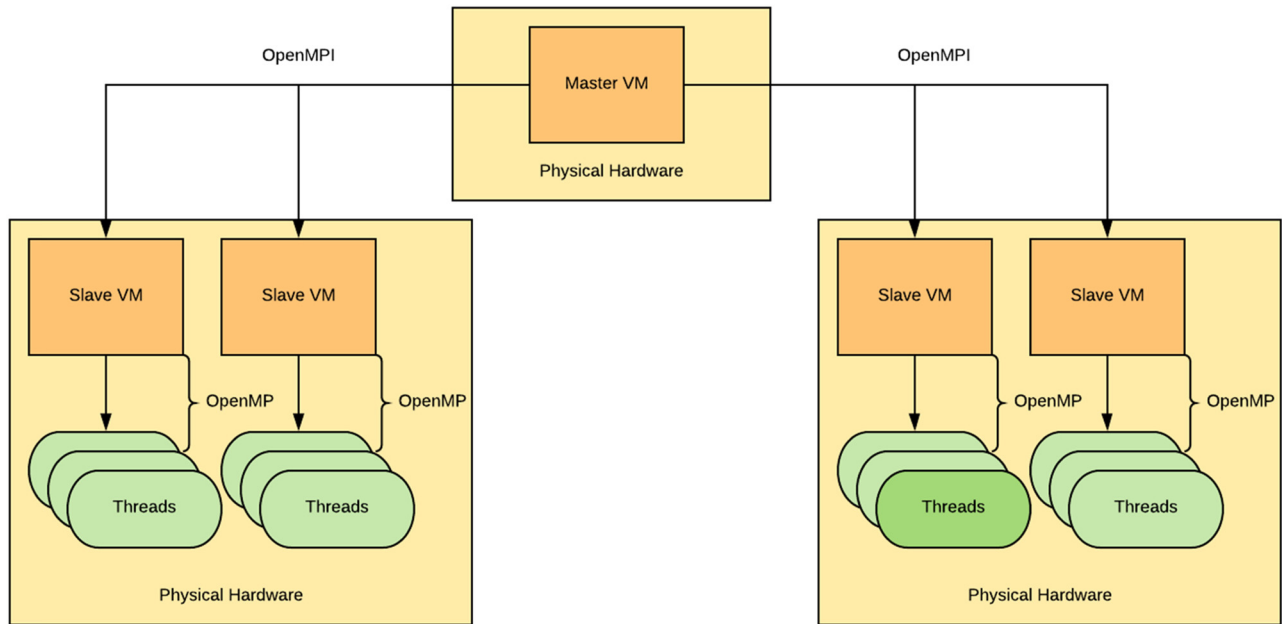 OpenMPI
OpenMPI
Master VM
Physical Hardware
Slave VM
Slave VM
Slave VM
Slave VM
OpenMP
OpenMP
OpenMP
OpenMP
Threads
Threads
Threads
Threads
Physical Hardware
Physical Hardware